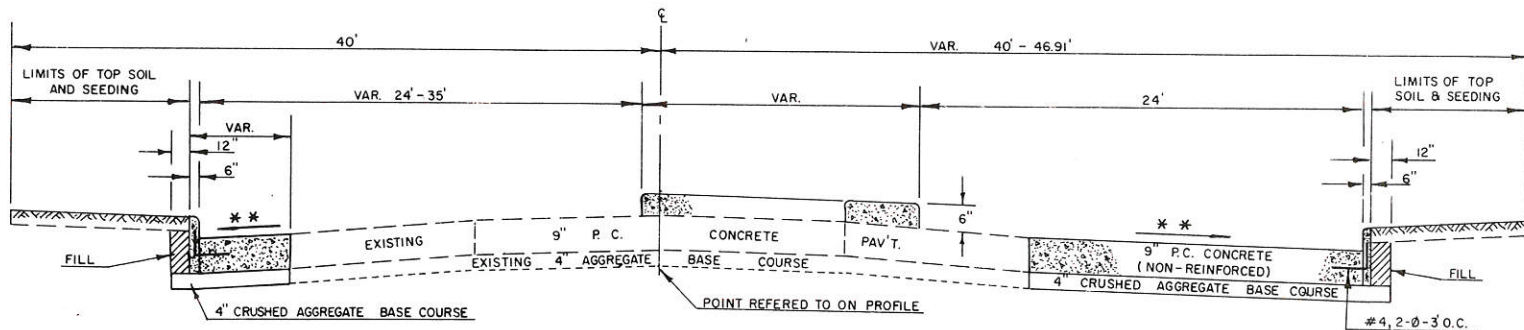 ℄
40'
VAR. 40' - 46.91'
LIMITS OF TOP SOIL
AND SEEDING
VAR. 24'-35'
VAR.
24'
LIMITS OF TOP
SOIL & SEEDING
VAR.
12"
6"
12"
6"
6"
* *
* *
EXISTING
9" P. C.
CONCRETE
PAV'T.
9" P.C. CONCRETE
(NON-REINFORCED)
FILL
EXISTING 4" AGGREGATE BASE COURSE
4" CRUSHED AGGREGATE BASE COURSE
FILL
4" CRUSHED AGGREGATE BASE COURSE
POINT REFERED TO ON PROFILE
#4, 2-0-3' O.C.